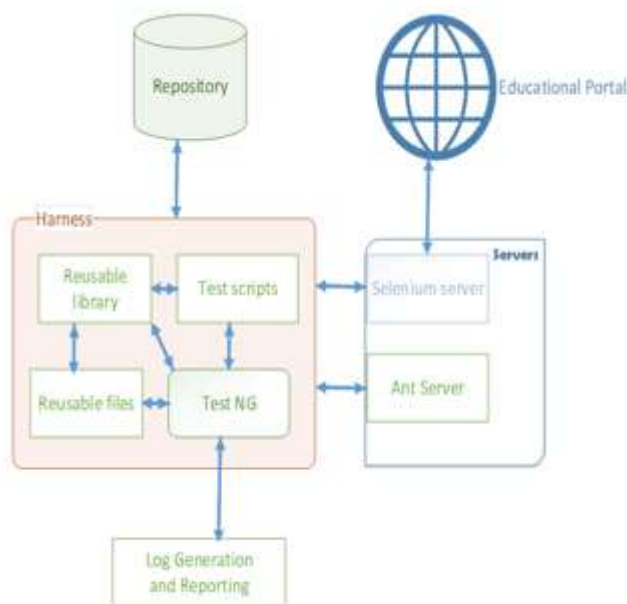 Repository
Educational Portal
Harness
Servers
Reusable
library
Test scripts
Selenium server
Reusable files
Test NG
Ant Server
Log Generation
and Reporting